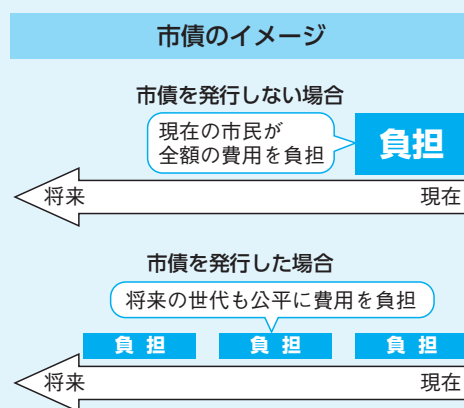 市債のイメージ
市債を発行しない場合
現在の市民が
全額の費用を負担
負担
将来
現在
市債を発行した場合
将来の世代も公平に費用を負担
負 担
負 担
負 担
将来
現在